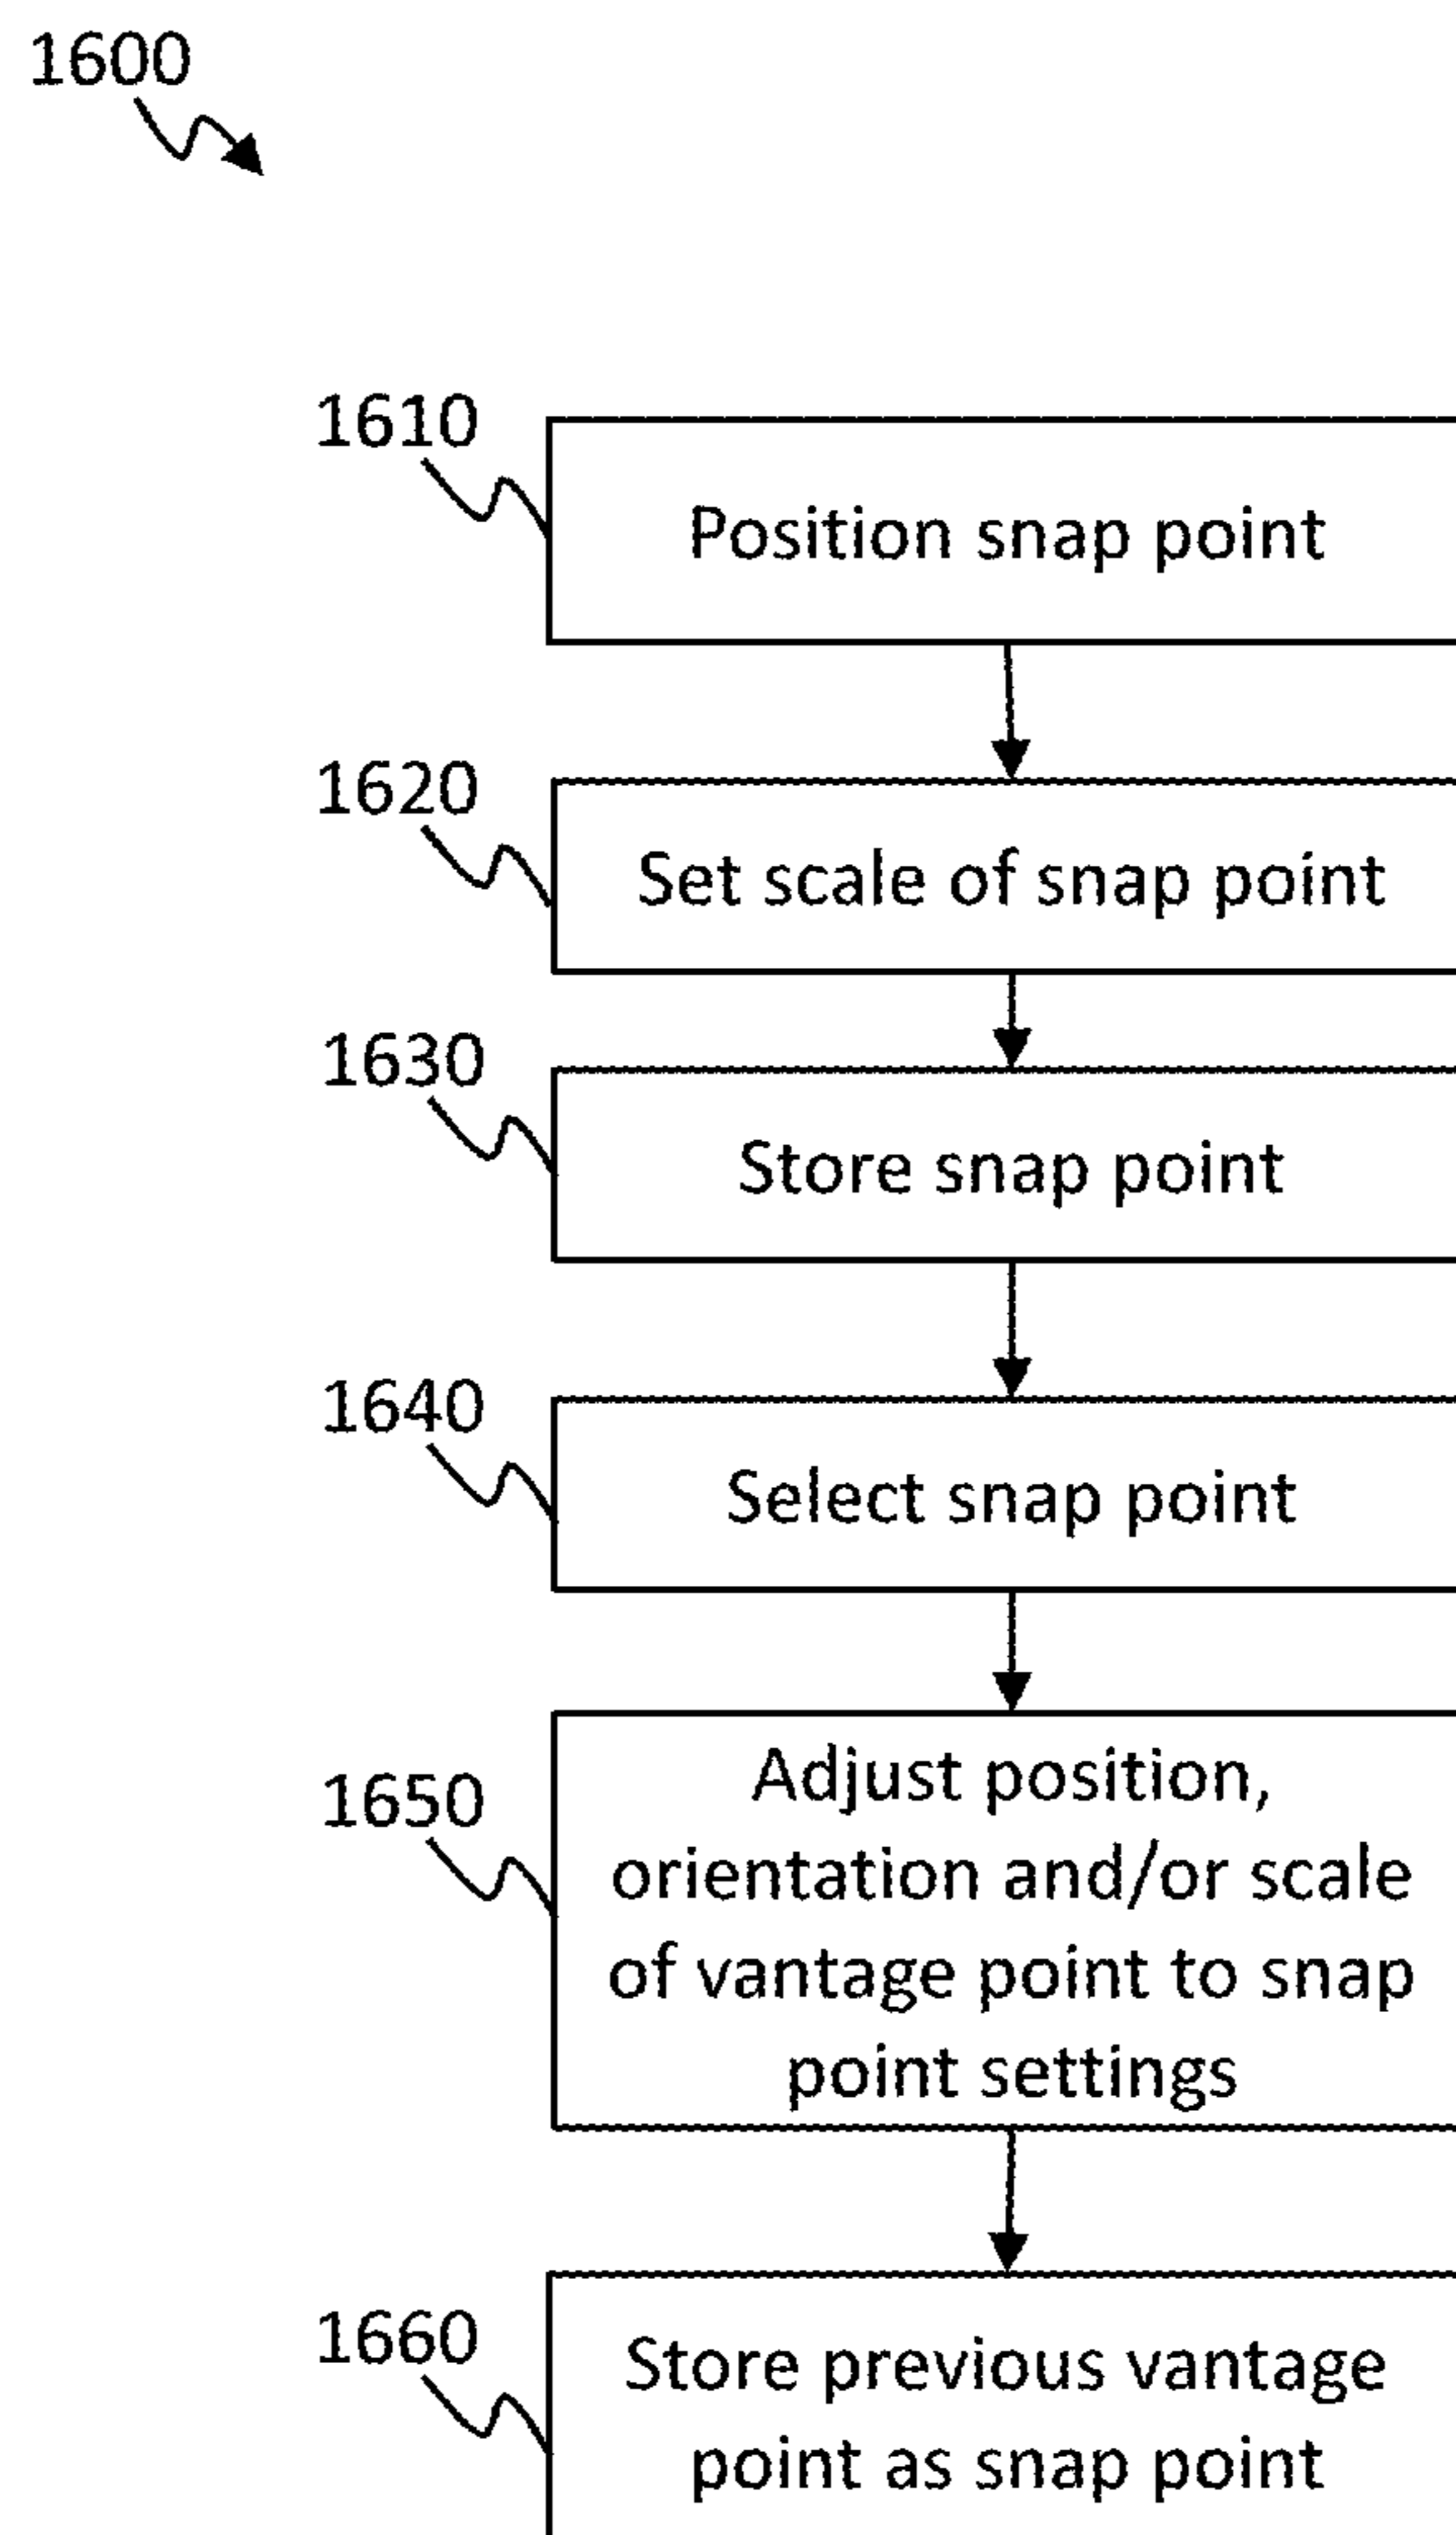 1600
1610
Position snap point
1620
Set scale of snap point
1630
Store snap point
1640
Select snap point
1650
Adjust position,
orientation and/or scale
of vantage point to snap
point settings
1660
Store previous vantage
point as snap point